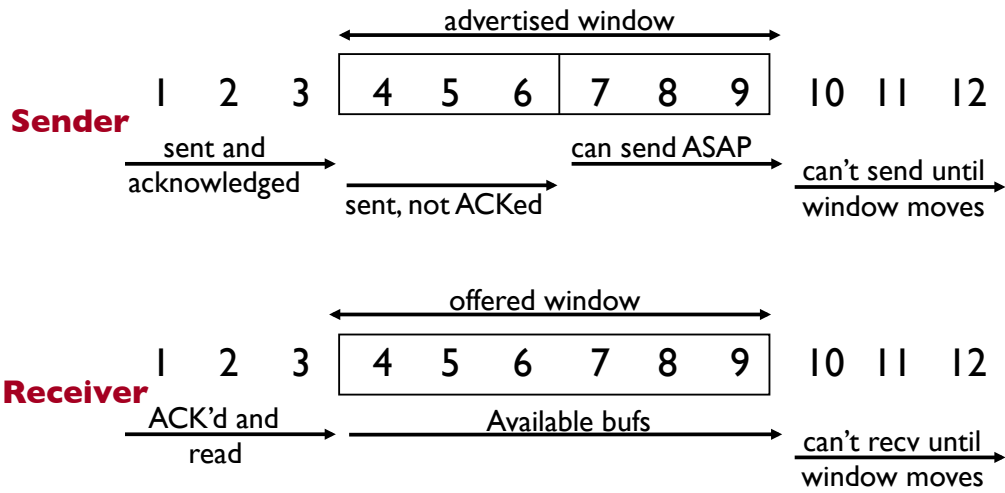 advertised window
1 2 3 4 5 6 7 8 9 10 11 12
Sender
sent and
acknowledged
sent, not ACKed
can send ASAP
can't send until
window moves
offered window
1 2 3 4 5 6 7 8 9 10 11 12
Receiver
ACK'd and
read
Available bufs
can't recv until
window moves